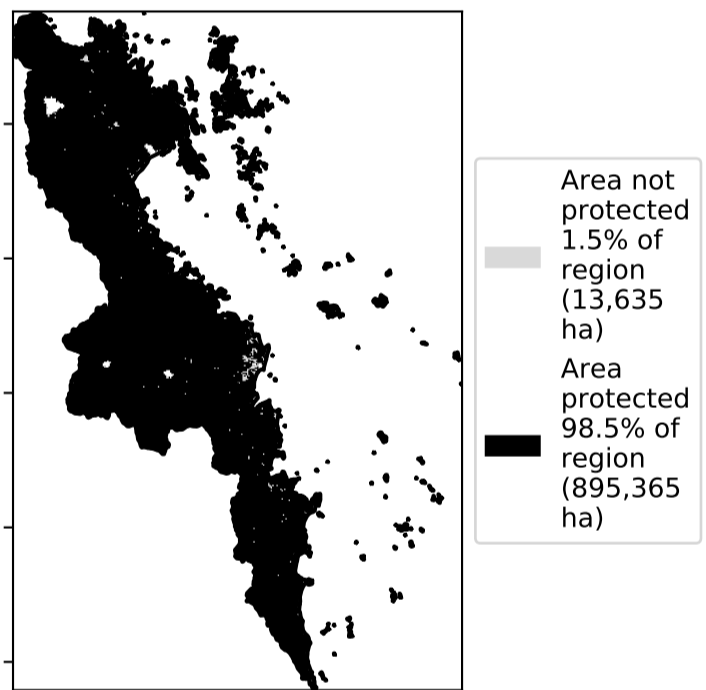 Area not
protected
1.5% of
region
(13,635
ha)
Area
protected
98.5% of
region
(895,365
ha)